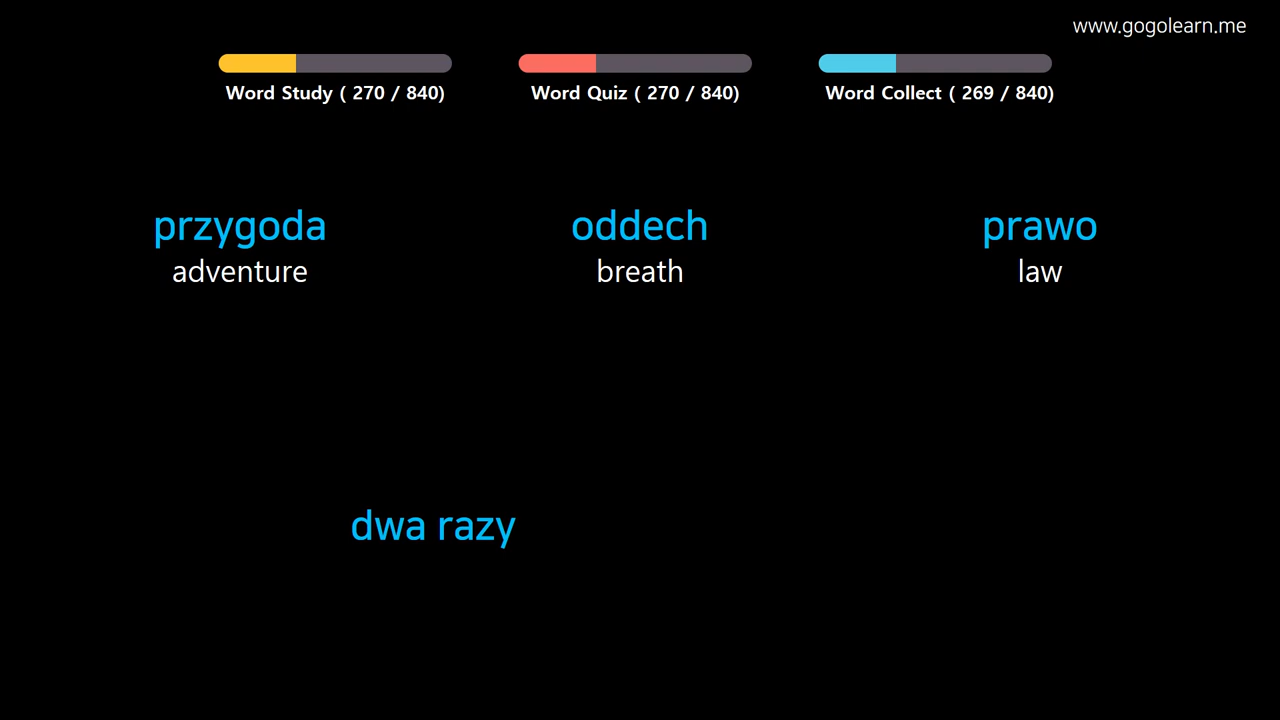 www.gogolearn.me
Word Study ( 270 / 840)
Word Quiz ( 270 / 840)
Word Collect ( 269 / 840)
przygoda
oddech
prawo
adventure
breath
law
dwa razy